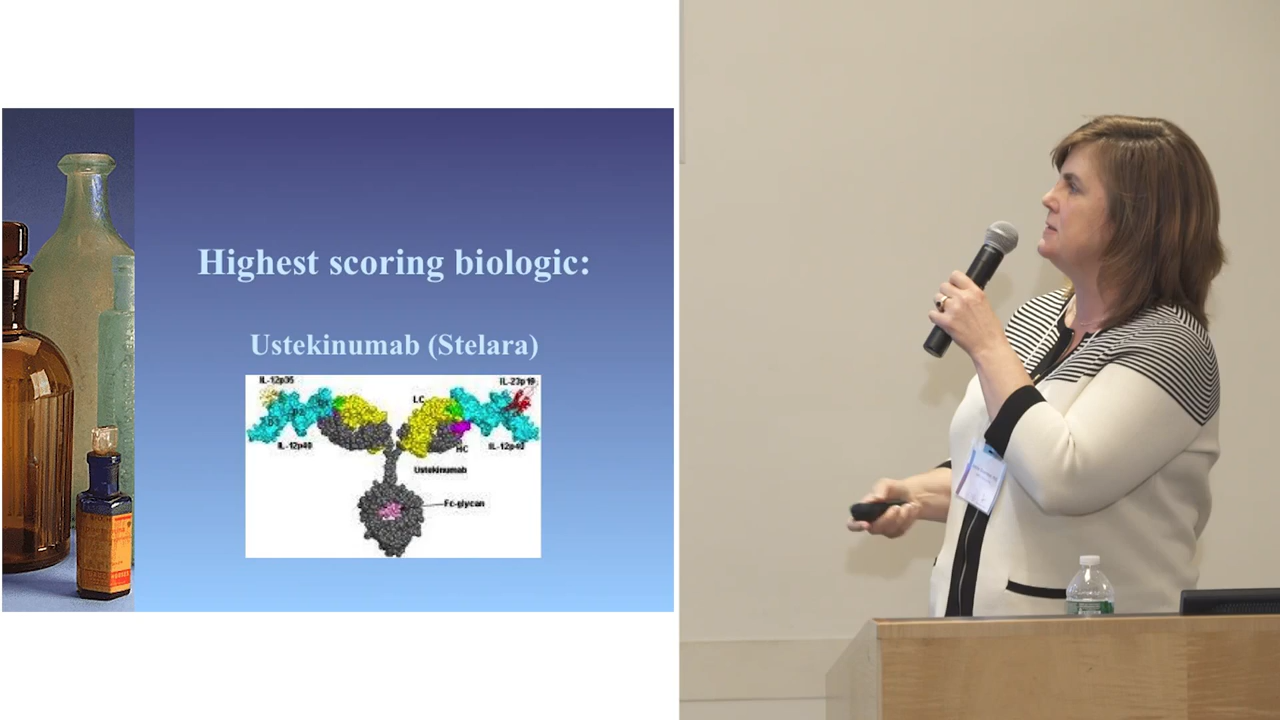 Highest scoring biologic:
Ustekinumab (Stelara)
IL-12p35
IL-23p19
LC
IL-12p40
IL-12p40
HC
Ustekinumab
Fc-glycan